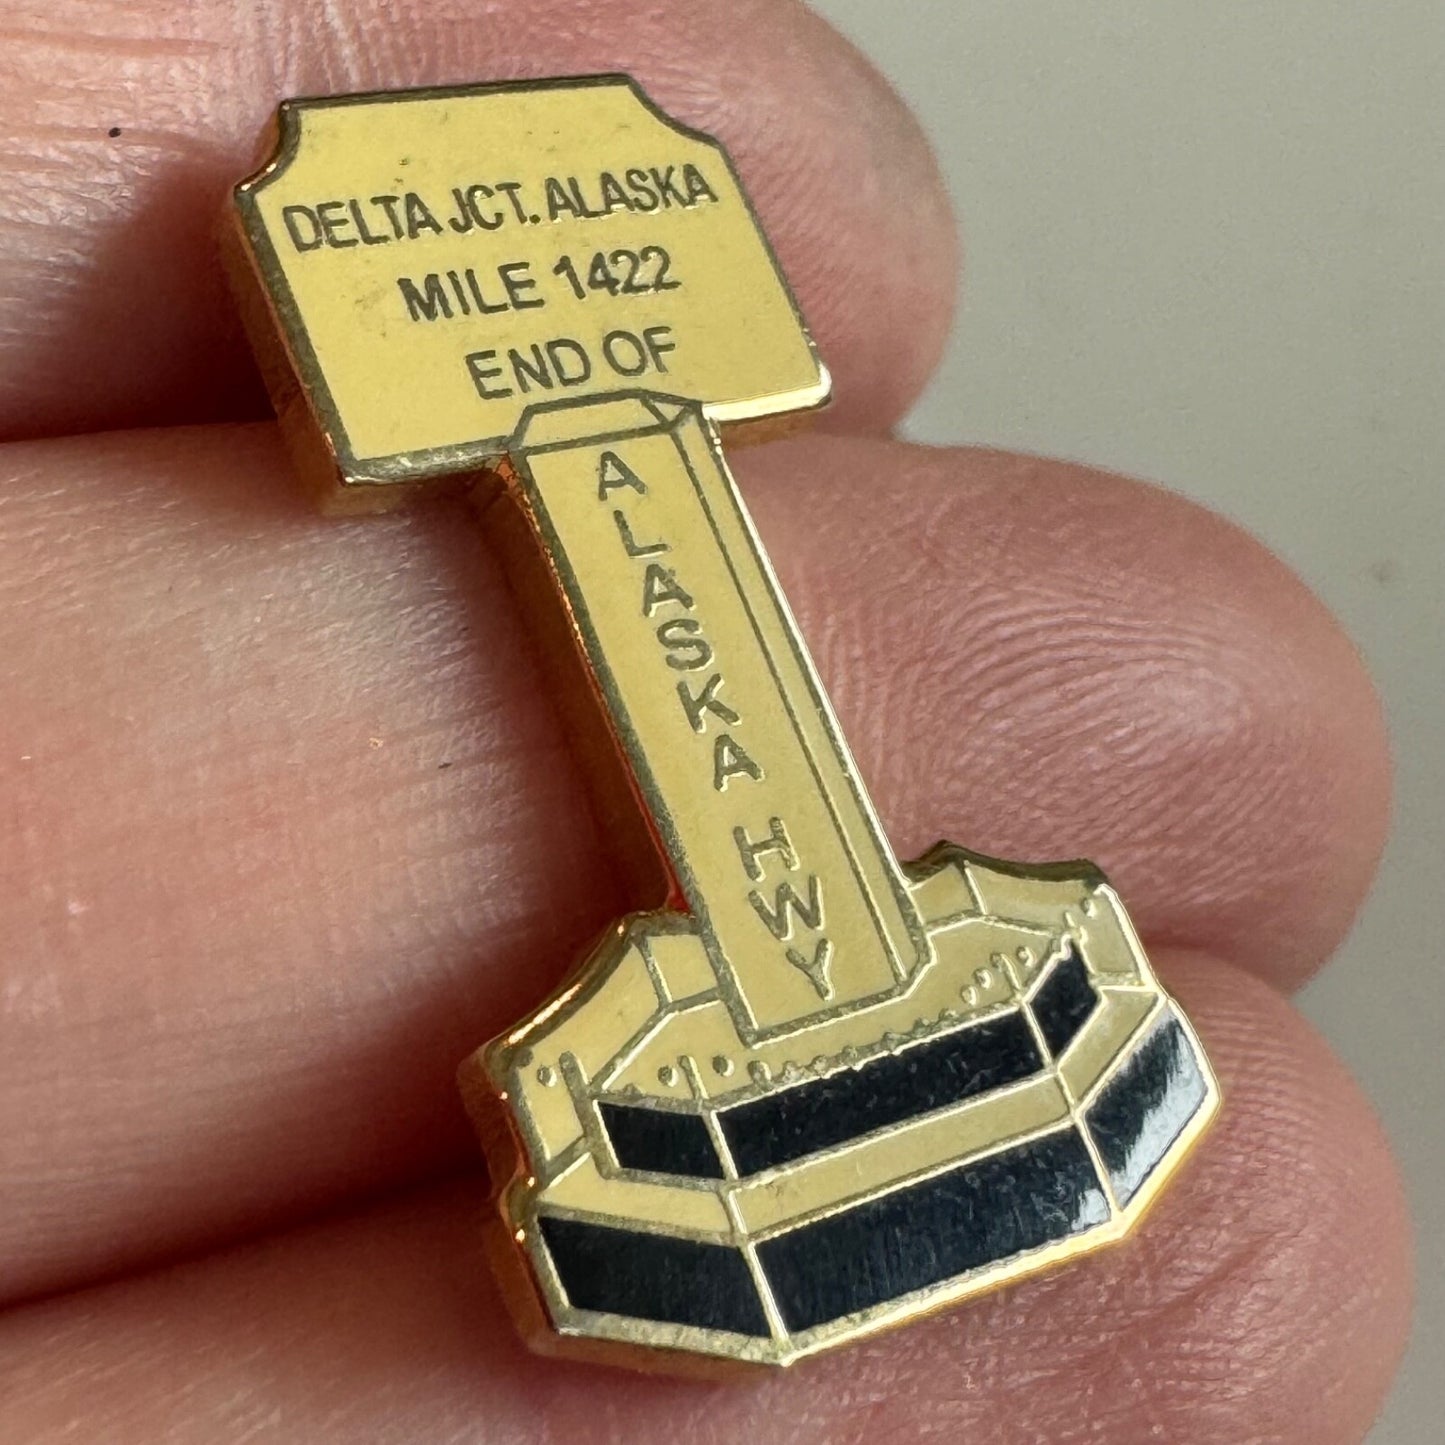 DELTA JCT. ALASKA
MILE 1422
END OF
ALASKA HWY